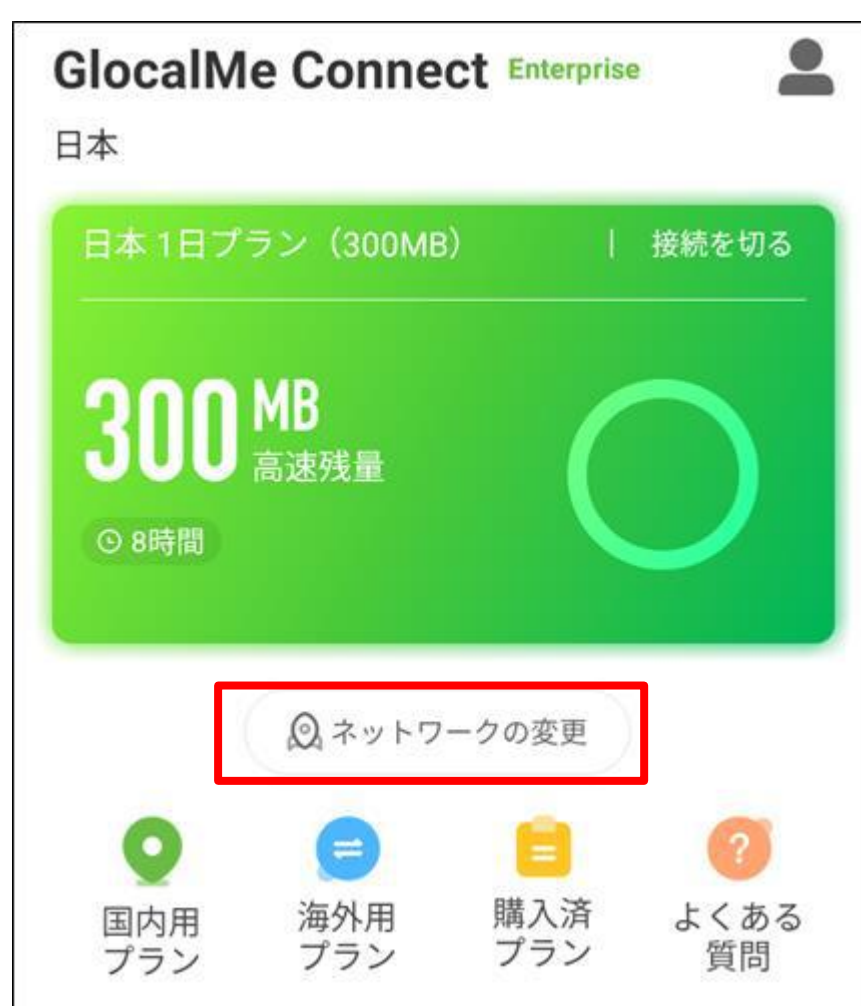 GlocalMe Connect Enterprise
日本
日本 1日プラン（300MB） | 接続を切る
300 MB
高速残量
8時間
ネットワークの変更
国内用
プラン
海外用
プラン
購入済
プラン
よくある
質問